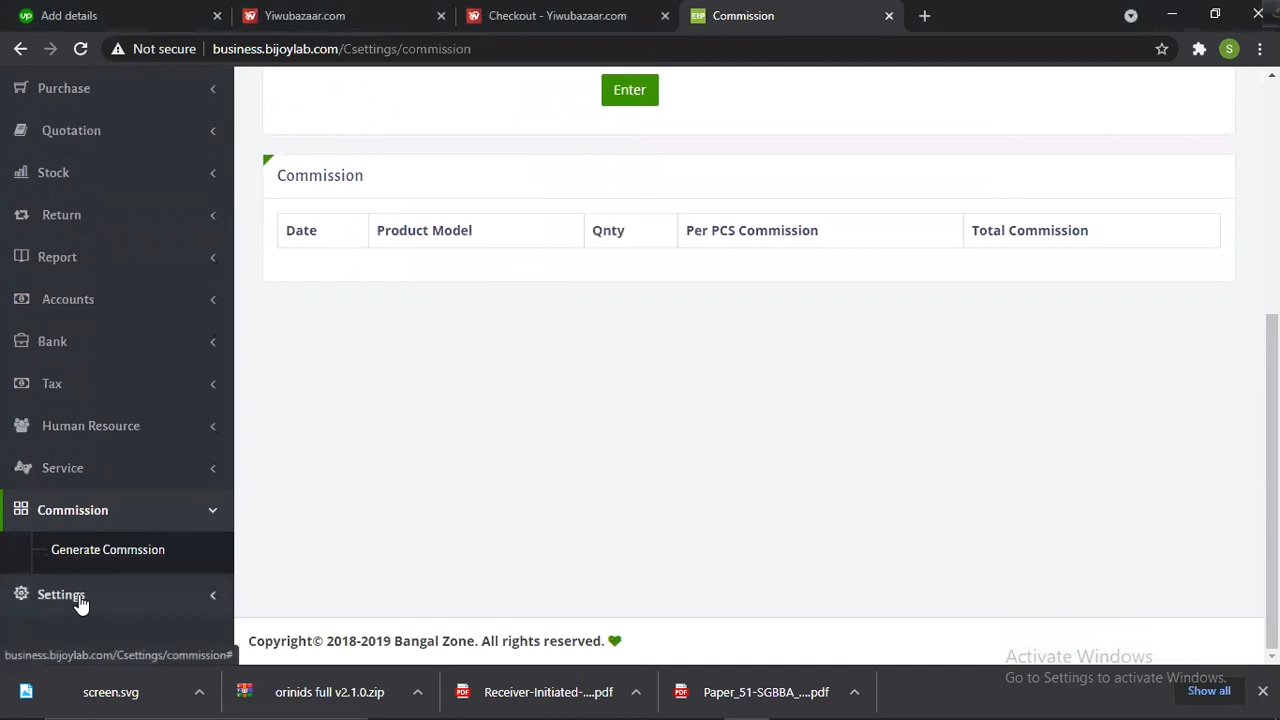 Add details
Yiwubazaar.com
Checkout - Yiwubazaar.com
ERP
Commission
Not secure
business.bijoylab.com/Csettings/commission
S
Purchase
Enter
Quotation
Stock
Commission
Return
Date
Product Model
Qnty
Per PCS Commission
Total Commission
Report
Accounts
Bank
Tax
Human Resource
Service
Commission
Generate Commssion
Settings
Copyright© 2018-2019 Bangal Zone. All rights reserved.
business.bijoylab.com/Csettings/commission#
Activate Windows
Go to Settings to activate Windows.
screen.svg
orinids full v2.1.0.zip
Receiver-Initiated-....pdf
Paper_51-SGBBA_....pdf
Show all